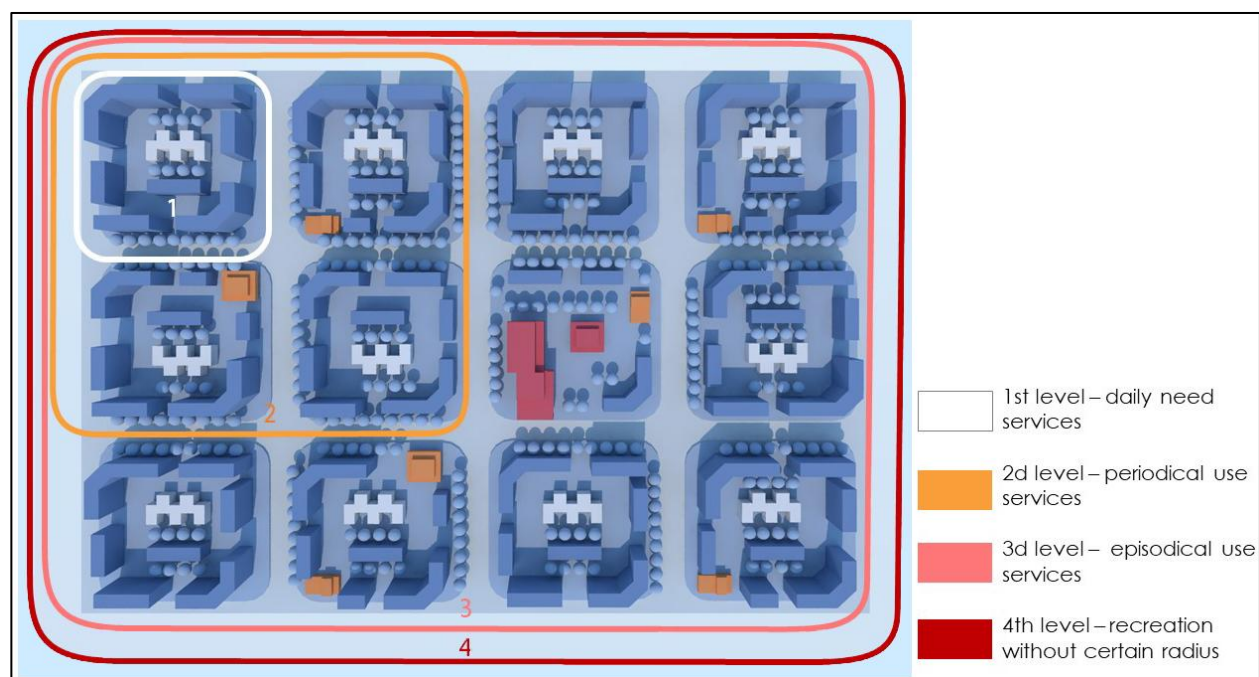 1
2
3
4
1st level – daily need
services
2d level – periodical use
services
3d level – episodical use
services
4th level – recreation
without certain radius